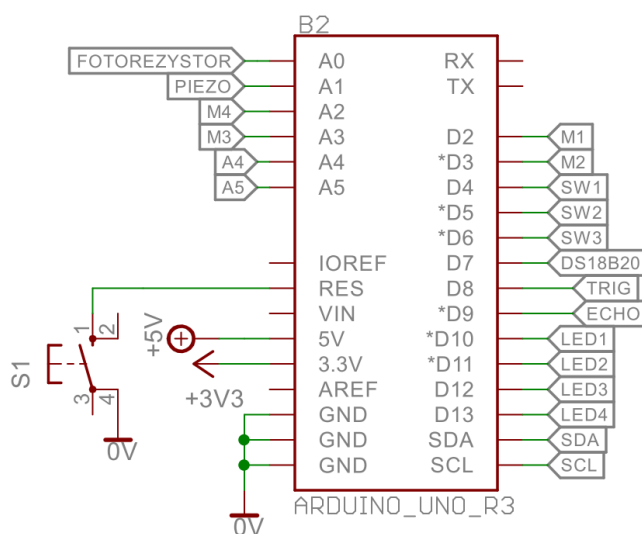 B2
FOTOREZYSTOR A0 RX
PIEZO A1 TX
M4 A2
M3 A3 D2 M1
A4 A4 *D3 M2
A5 A5 D4 SW1
*D5 SW2
*D6 SW3
IOREF D7 DS18B20
RES D8 TRIG
VIN *D9 ECHO
+5V 5V *D10 LED1
+3V3 3.3V *D11 LED2
AREF D12 LED3
GND D13 LED4
GND SDA SDA
GND SCL SCL
S1
1 2
3 4
0V
0V
ARDUINO_UNO_R3